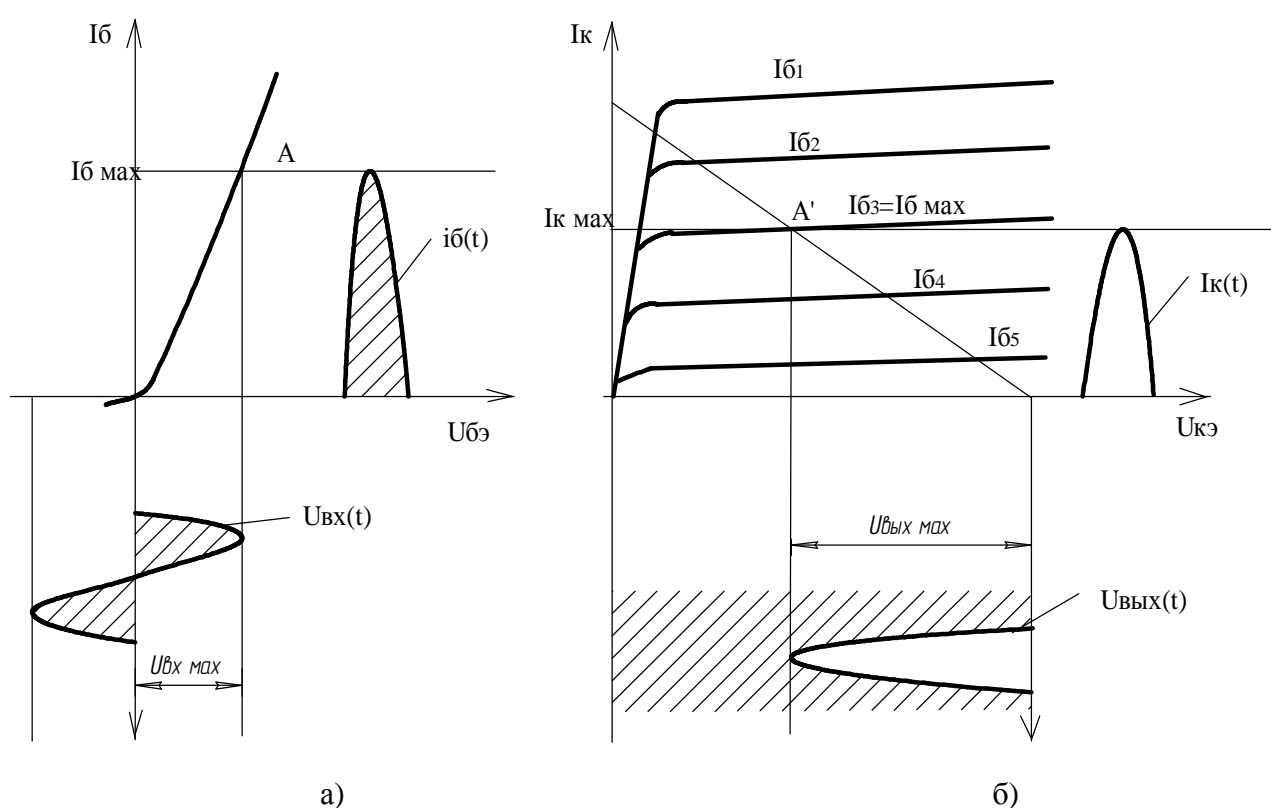 Iб
A
Iб мах
iб(t)
Uбэ
Uвх(t)
Uвх мах
а)
Iк
Iб1
Iб2
Iб3=Iб мах
A'
Iк мах
Iб4
Iк(t)
Iб5
Uкэ
Uвых мах
Uвых(t)
б)